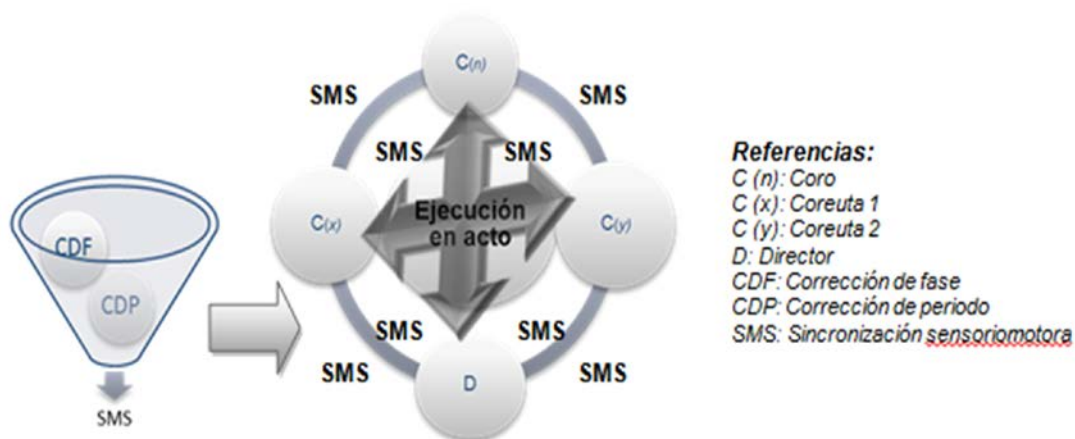 C(n)
SMS
SMS
SMS
SMS
C(x)
Ejecución
en acto
C(y)
SMS
SMS
SMS
SMS
D
CDF
CDP
SMS
Referencias:
C (n): Coro
C (x): Coreuta 1
C (y): Coreuta 2
D: Director
CDF: Corrección de fase
CDP: Corrección de periodo
SMS: Sincronización sensoriomotora